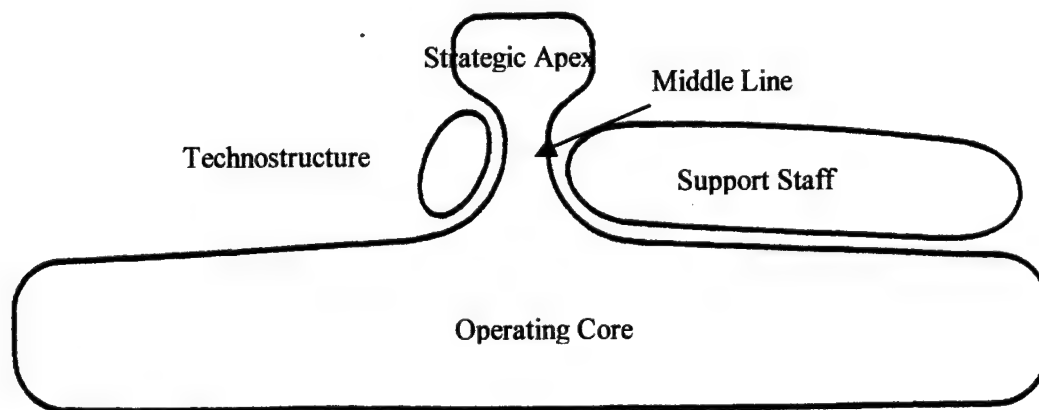 Strategic Apex
Middle Line
Technostructure
Support Staff
Operating Core